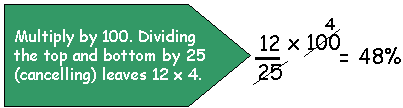 Multiply by 100. Dividing
the top and bottom by 25
(cancelling) leaves 12 x 4.
4
12 x 100
25
= 48%